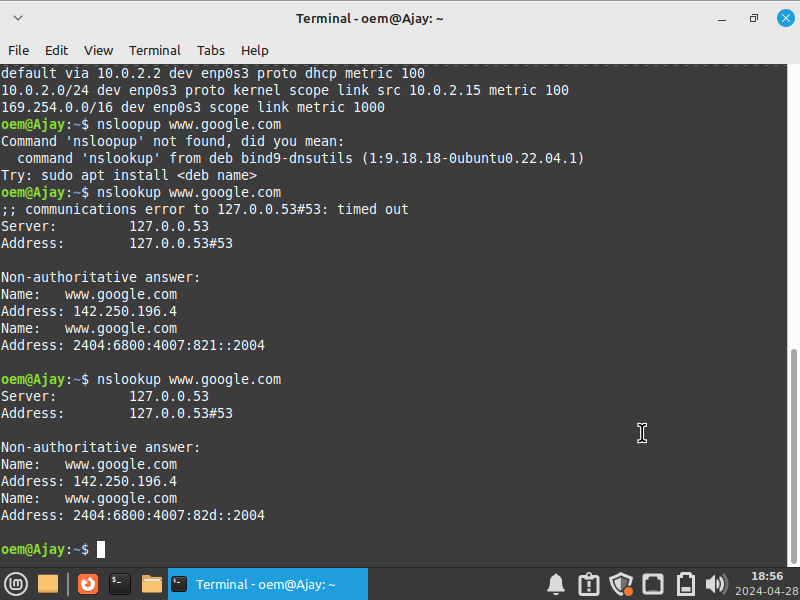 Terminal - oem@Ajay: ~
File Edit View Terminal Tabs Help
default via 10.0.2.2 dev enp0s3 proto dhcp metric 100
10.0.2.0/24 dev enp0s3 proto kernel scope link src 10.0.2.15 metric 100
169.254.0.0/16 dev enp0s3 scope link metric 1000
oem@Ajay:~$ nsloopup www.google.com
Command 'nsloopup' not found, did you mean:
  command 'nslookup' from deb bind9-dnsutils (1:9.18.18-0ubuntu0.22.04.1)
Try: sudo apt install <deb name>
oem@Ajay:~$ nslookup www.google.com
;; communications error to 127.0.0.53#53: timed out
Server:         127.0.0.53
Address:        127.0.0.53#53
Non-authoritative answer:
Name:   www.google.com
Address: 142.250.196.4
Name:   www.google.com
Address: 2404:6800:4007:821::2004
oem@Ajay:~$ nslookup www.google.com
Server:         127.0.0.53
Address:        127.0.0.53#53
Non-authoritative answer:
Name:   www.google.com
Address: 142.250.196.4
Name:   www.google.com
Address: 2404:6800:4007:82d::2004
oem@Ajay:~$
Terminal - oem@Ajay: ~
18:56
2024-04-28